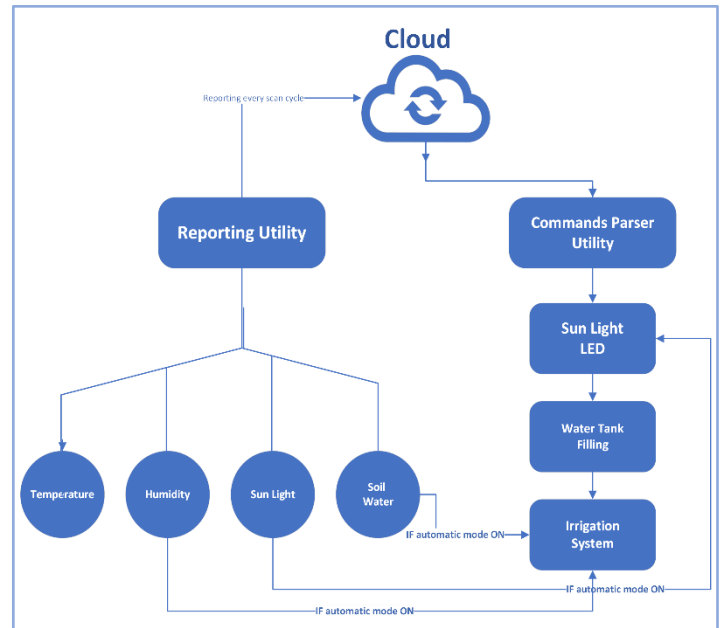 Cloud
Reporting every scan cycle
Reporting Utility
Commands Parser
Utility
Sun Light
LED
Water Tank
Filling
Temperature
Humidity
Sun Light
Soil
Water
Irrigation
System
IF automatic mode ON
IF automatic mode ON
IF automatic mode ON